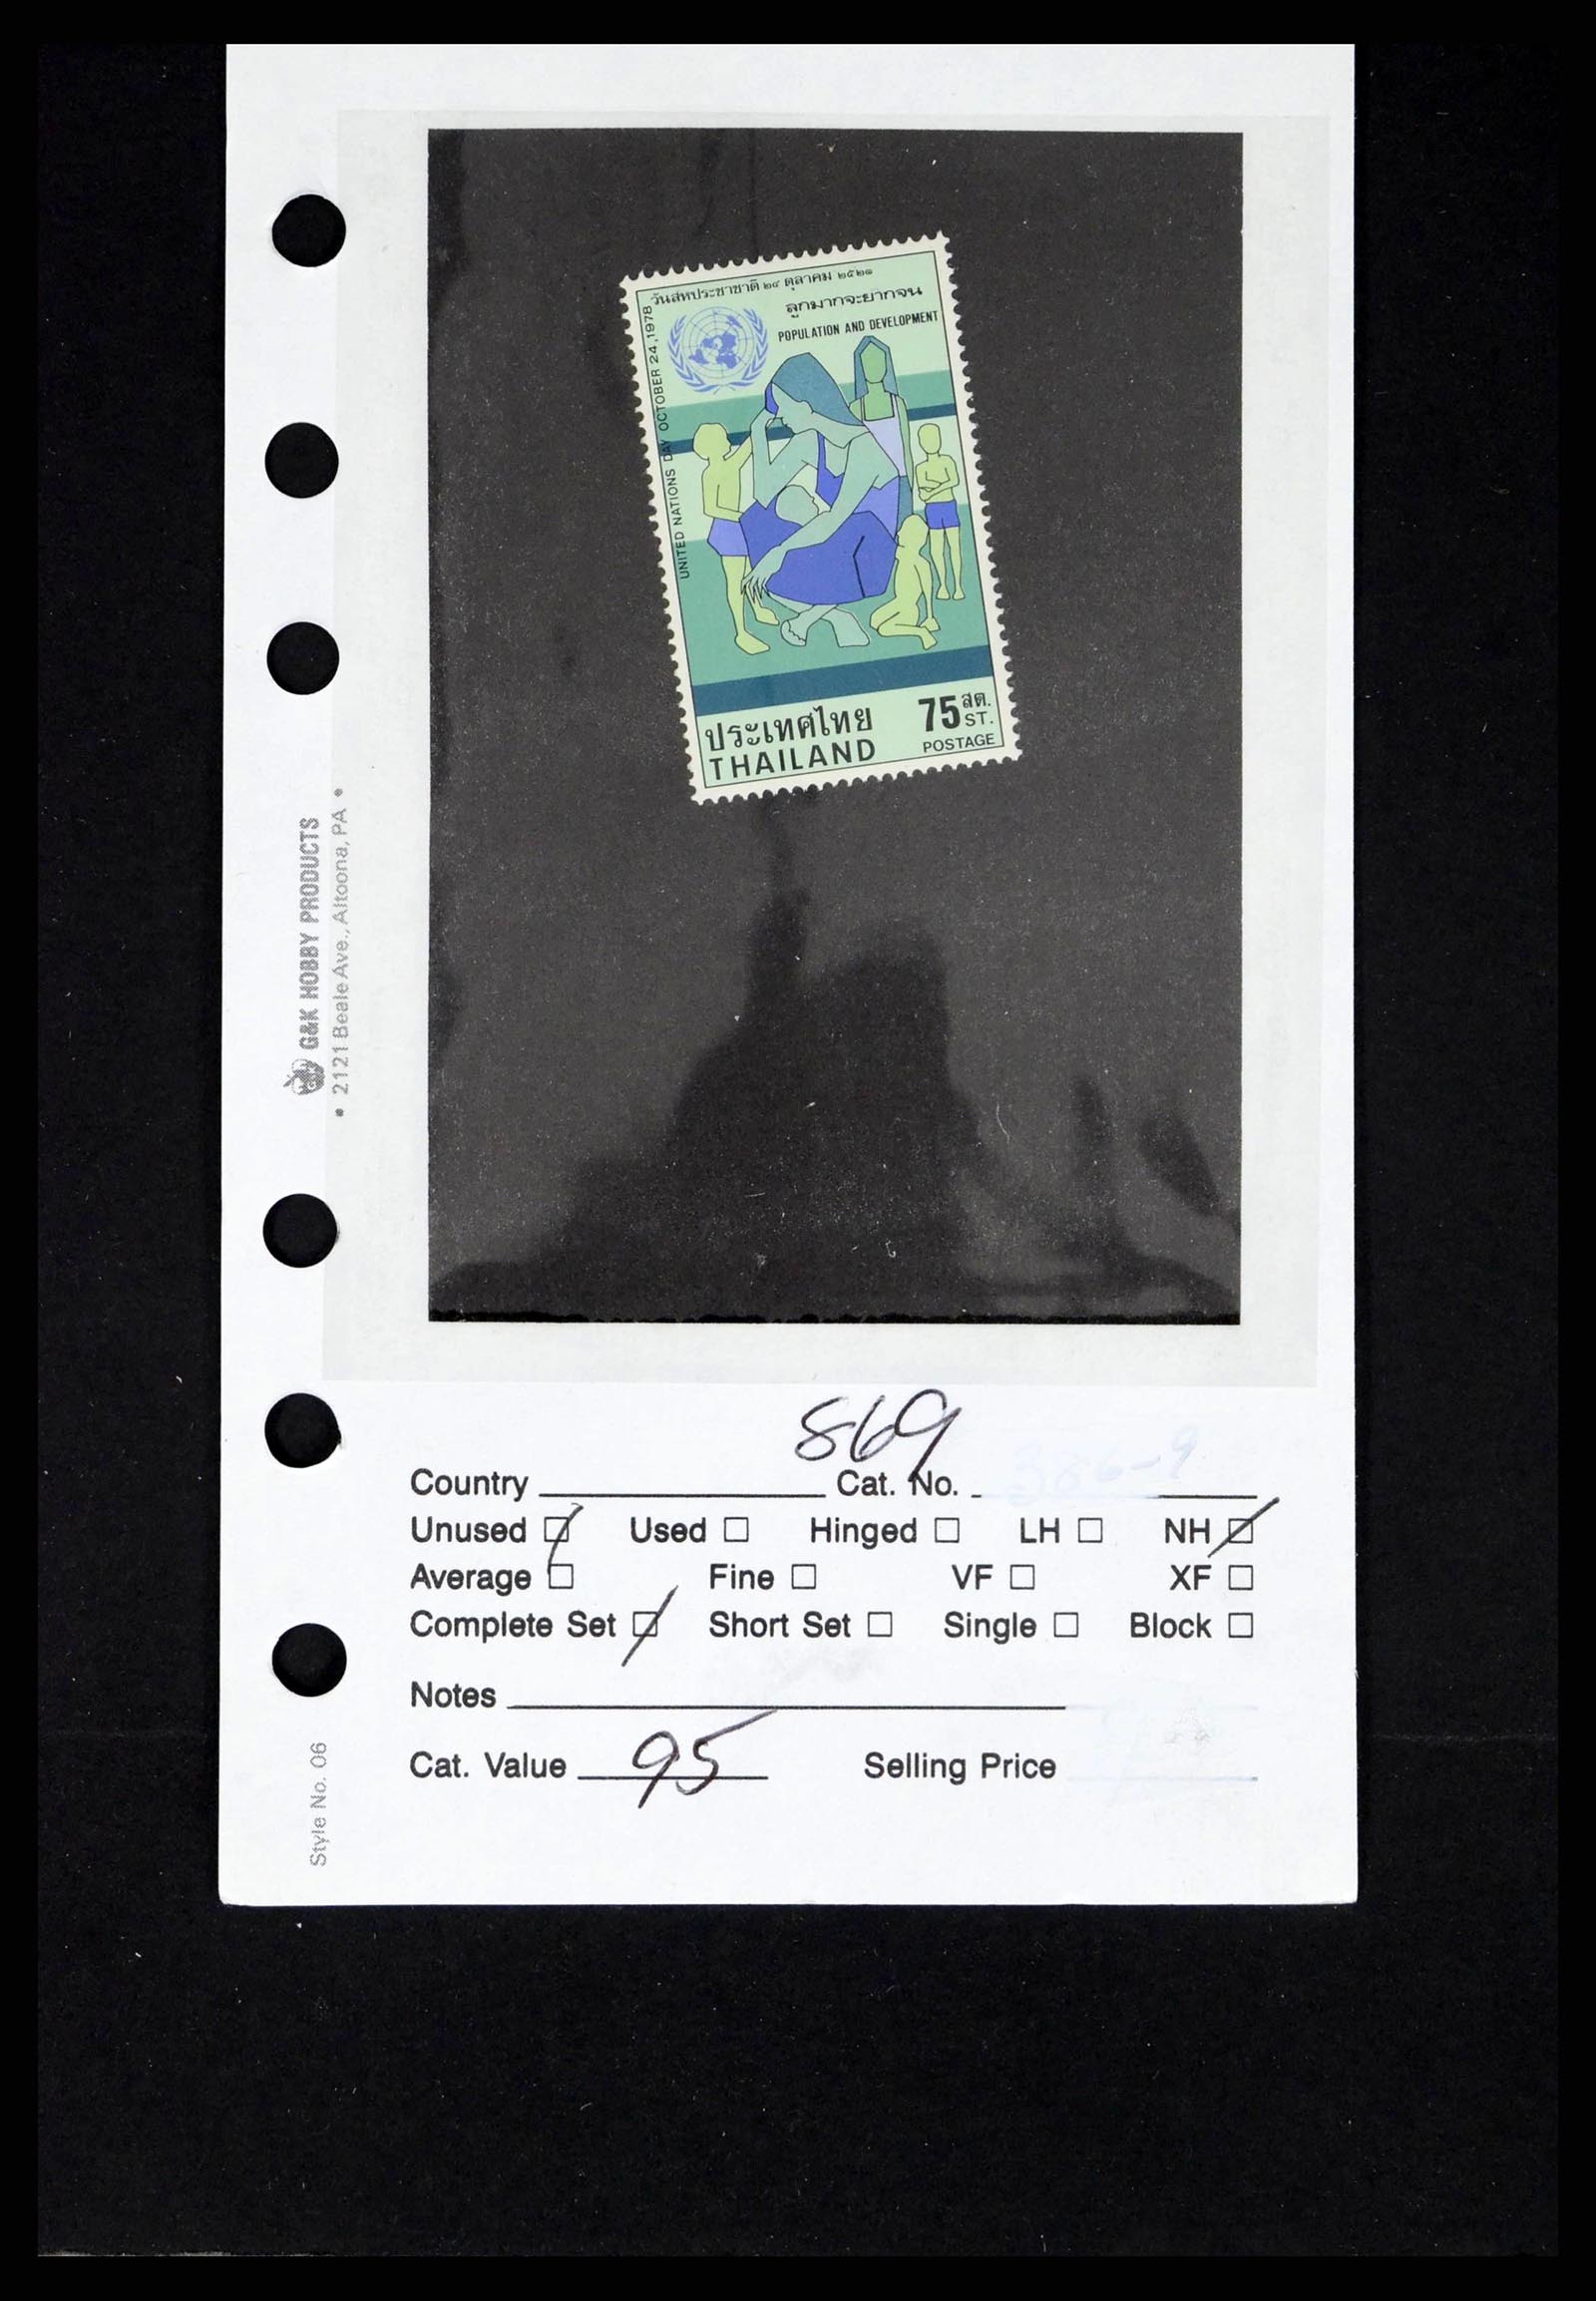 วันสหประชาชาติ ๒๔ ตุลาคม ๒๕๒๑
ลูกมากจะยากจน
POPULATION AND DEVELOPMENT
UNITED NATIONS DAY OCTOBER 24, 1978
ประเทศไทย
THAILAND
75 สต. ST.
POSTAGE
G&K HOBBY PRODUCTS
• 2121 Beale Ave., Altoona, PA •
869
Country Cat. No. 386-9
Unused Used Hinged LH NH
Average Fine VF XF
Complete Set Short Set Single Block
Notes
Cat. Value 95 Selling Price
Style No. 06